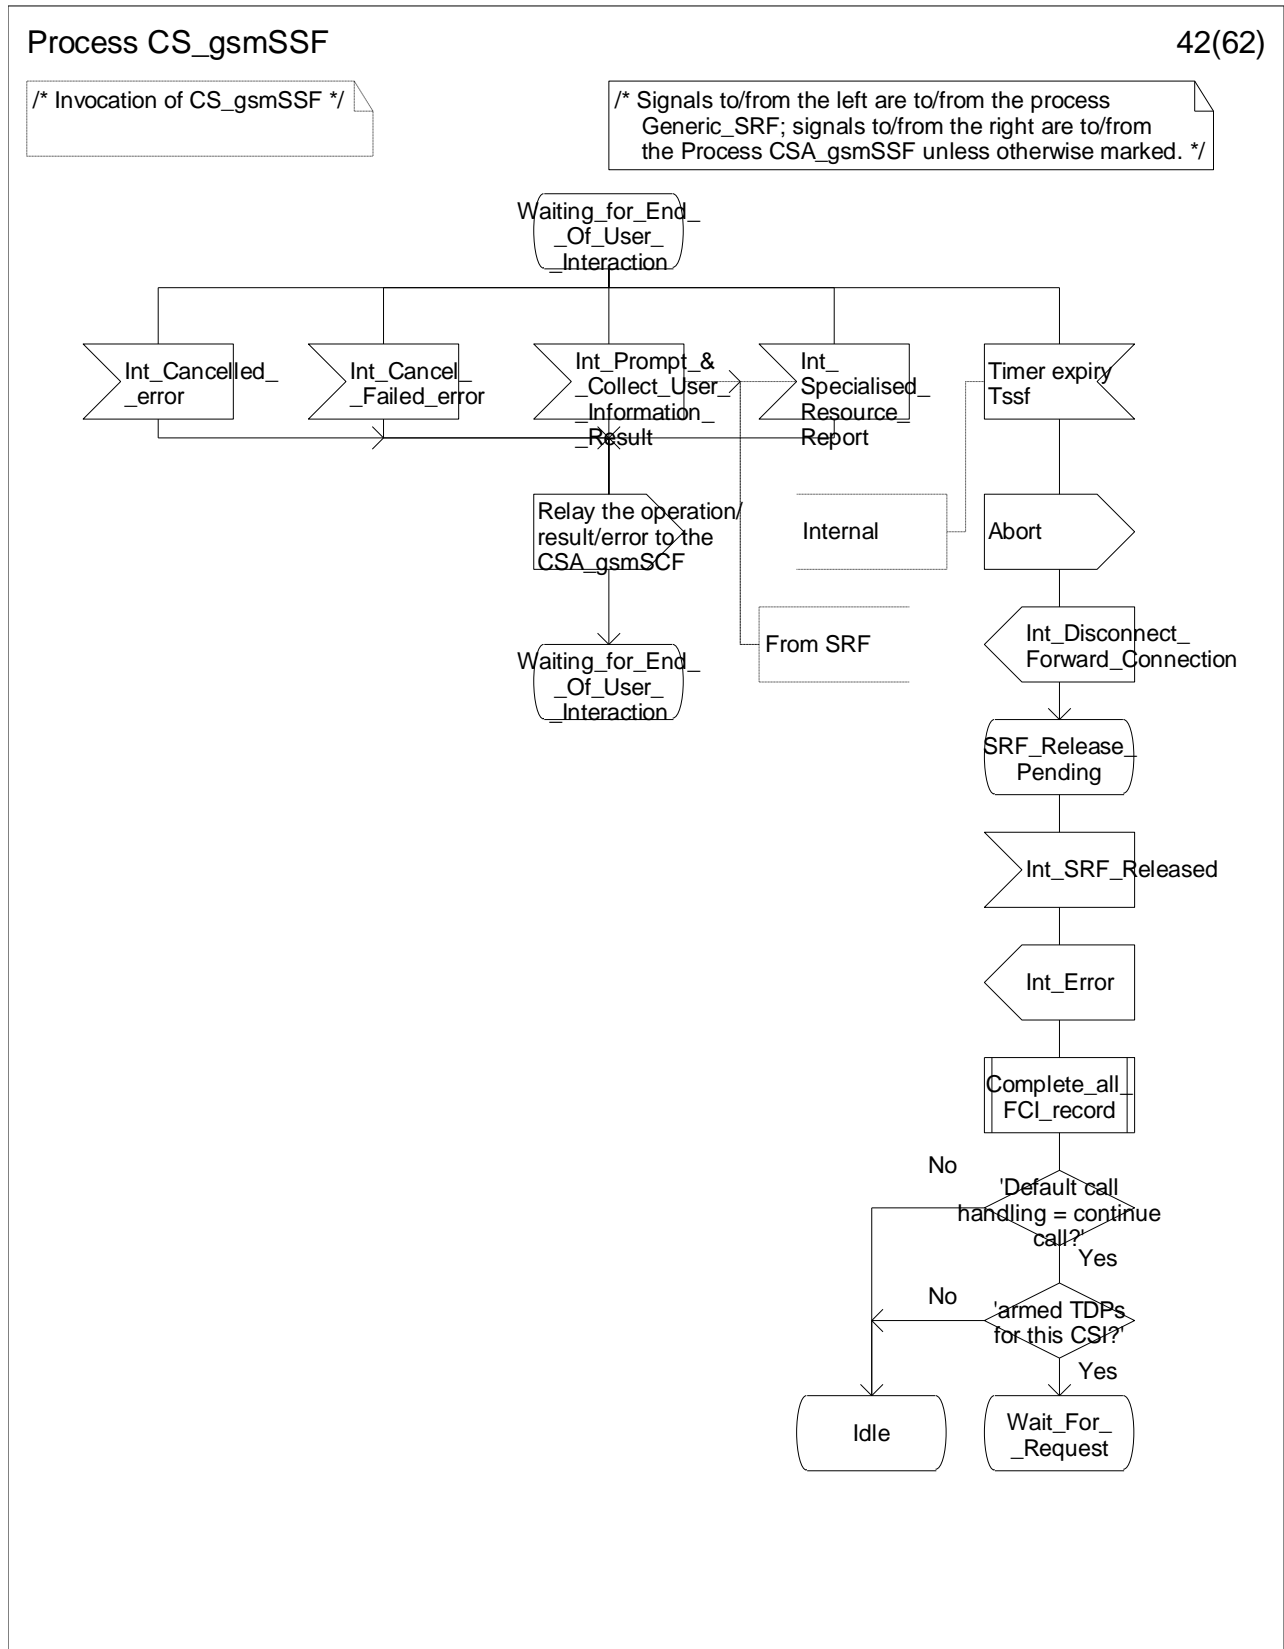 Process CS_gsmSSF
42(62)
/* Invocation of CS_gsmSSF */
/* Signals to/from the left are to/from the process
Generic_SRF; signals to/from the right are to/from
the Process CSA_gsmSSF unless otherwise marked. */
Waiting_for_End_
_Of_User_
_Interaction
Int_Cancelled_
_error
Int_Cancel_
_Failed_error
Int_Prompt_&
_Collect_User_
_Information_
_Result
Int_
Specialised_
Resource_
Report
Timer expiry
Tssf
Relay the operation/
result/error to the
CSA_gsmSCF
Internal
Abort
From SRF
Int_Disconnect_
Forward_Connection
Waiting_for_End_
_Of_User_
_Interaction
SRF_Release_
Pending
Int_SRF_Released
Int_Error
Complete_all_
FCI_record
No
'Default call
handling = continue
call?'
Yes
No
'armed TDPs
for this CSI?'
Yes
Idle
Wait_For_
_Request